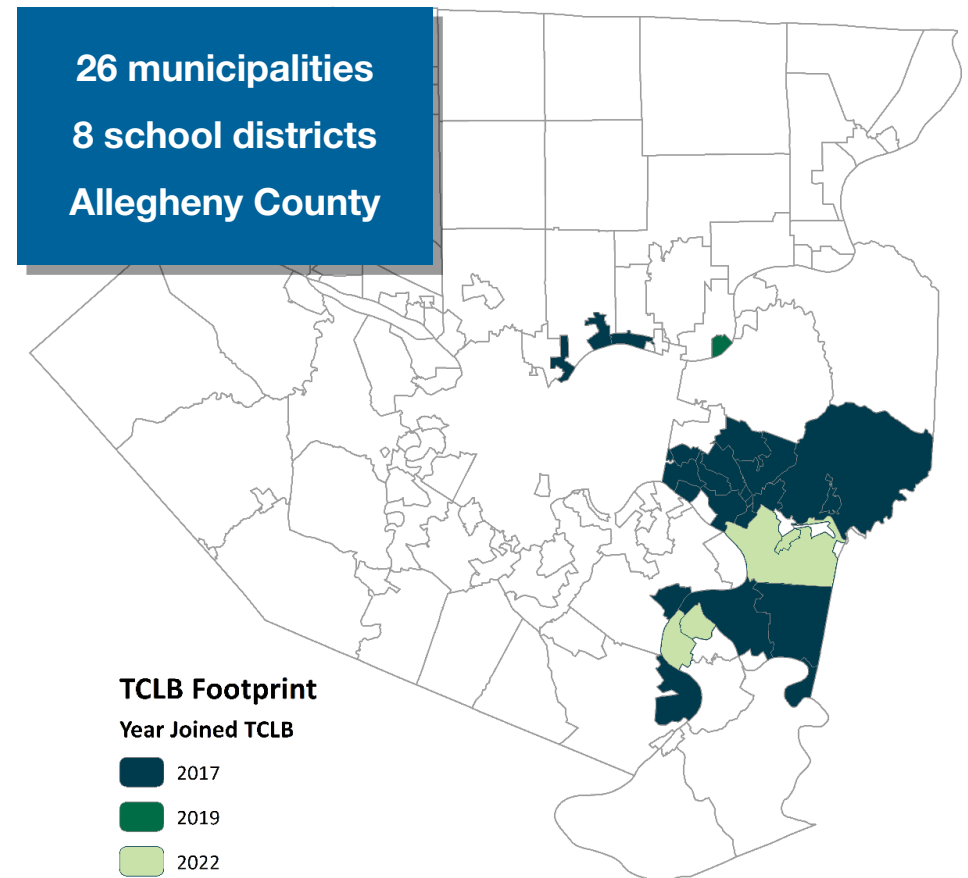 26 municipalities
8 school districts
Allegheny County
TCLB Footprint
Year Joined TCLB
2017
2019
2022